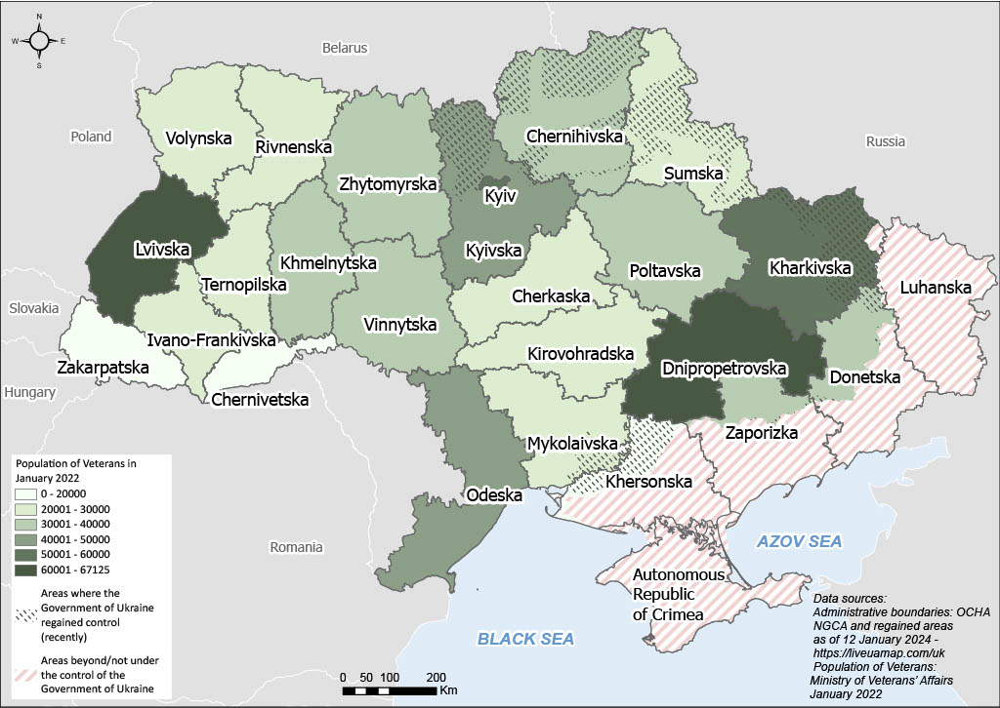 N
W E
S
Belarus
Poland
Russia
Slovakia
Hungary
Romania
Volynska
Rivnenska
Zhytomyrska
Chernihivska
Sumska
Kyiv
Kyivska
Lvivska
Khmelnytska
Ternopilska
Vinnytska
Cherkaska
Poltavska
Kharkivska
Luhanska
Ivano-Frankivska
Zakarpatska
Chernivetska
Kirovohradska
Dnipropetrovska
Donetska
Zaporizka
Mykolaivska
Khersonska
Odeska
Autonomous
Republic
of Crimea
AZOV SEA
BLACK SEA
Population of Veterans in
January 2022
0 - 20000
20001 - 30000
30001 - 40000
40001 - 50000
50001 - 60000
60001 - 67125
Areas where the
Government of Ukraine
regained control
(recently)
Areas beyond/not under
the control of the
Government of Ukraine
0 50 100 200
Km
Data sources:
Administrative boundaries: OCHA
NGCA and regained areas
as of 12 January 2024 -
https://liveuamap.com/uk
Population of Veterans:
Ministry of Veterans' Affairs
January 2022